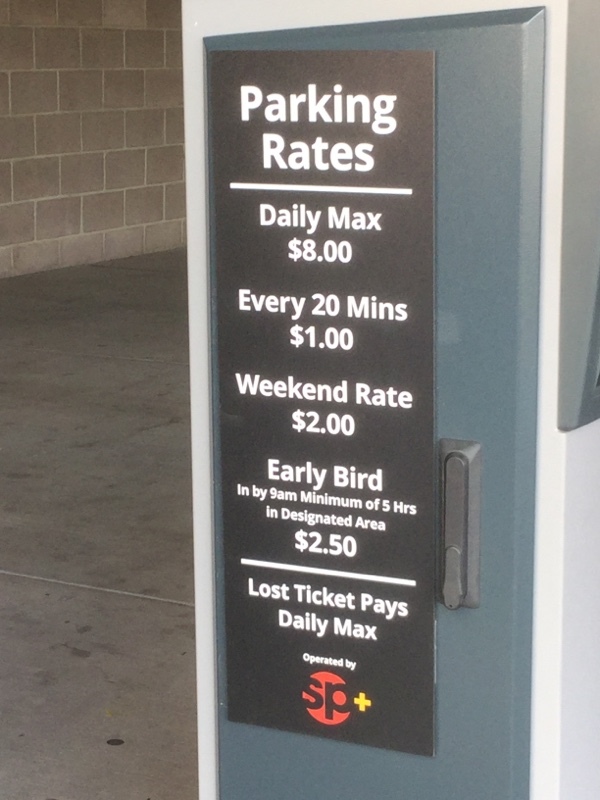 Parking
Rates
Daily Max
$8.00
Every 20 Mins
$1.00
Weekend Rate
$2.00
Early Bird
In by 9am Minimum of 5 Hrs
in Designated Area
$2.50
Lost Ticket Pays
Daily Max
Operated by
sp+